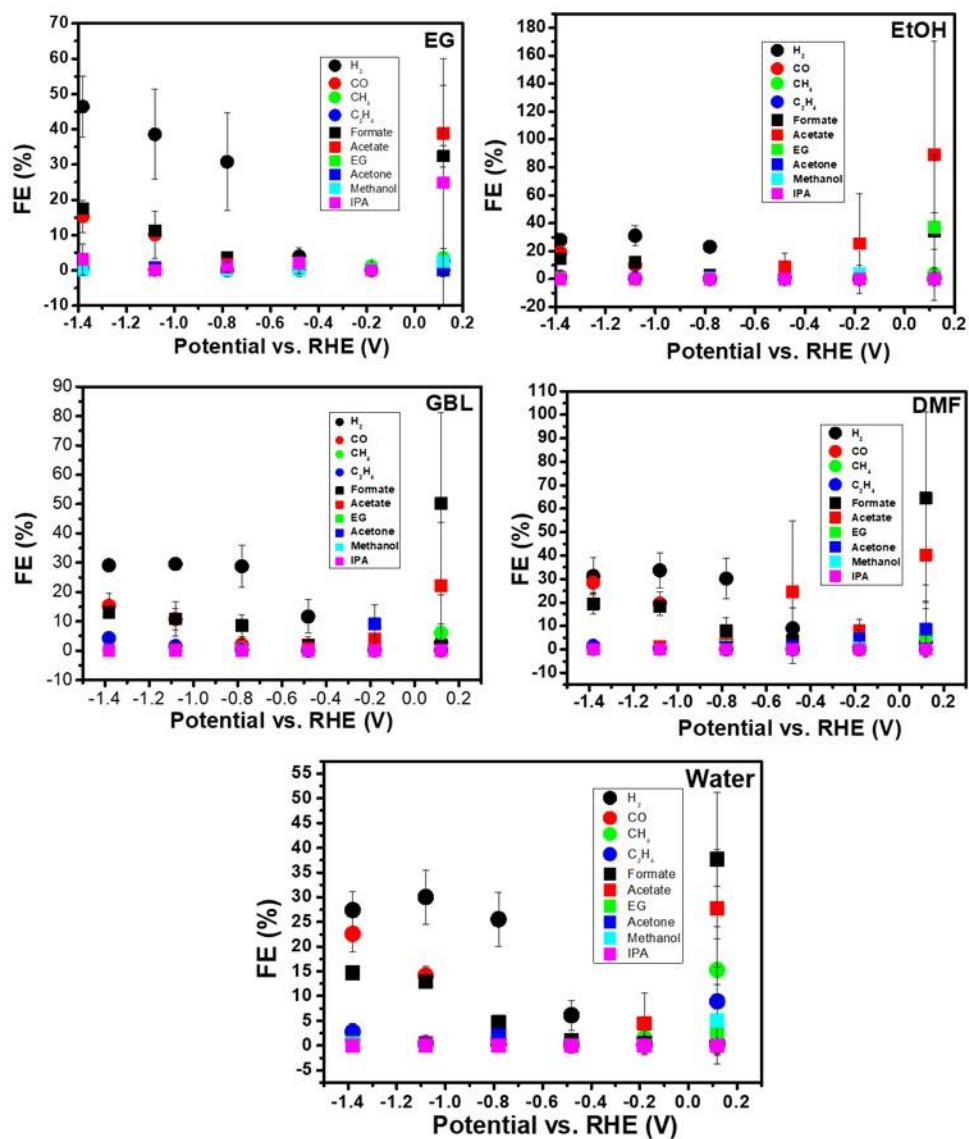 EG
70
60
50
40
30
20
10
0
-10
FE (%)
H2
CO
CH4
C2H4
Formate
Acetate
EG
Acetone
Methanol
IPA
-1.4 -1.2 -1.0 -0.8 -0.6 -0.4 -0.2 0.0 0.2
Potential vs. RHE (V)
EtOH
180
160
140
120
100
80
60
40
20
0
-20
FE (%)
H2
CO
CH4
C2H4
Formate
Acetate
EG
Acetone
Methanol
IPA
-1.4 -1.2 -1.0 -0.8 -0.6 -0.4 -0.2 0.0 0.2
Potential vs. RHE (V)
GBL
90
80
70
60
50
40
30
20
10
0
-10
FE (%)
H2
CO
CH4
C2H4
Formate
Acetate
EG
Acetone
Methanol
IPA
-1.4 -1.2 -1.0 -0.8 -0.6 -0.4 -0.2 0.0 0.2
Potential vs. RHE (V)
DMF
110
100
90
80
70
60
50
40
30
20
10
0
-10
FE (%)
H2
CO
CH4
C2H4
Formate
Acetate
EG
Acetone
Methanol
IPA
-1.4 -1.2 -1.0 -0.8 -0.6 -0.4 -0.2 0.0 0.2
Potential vs. RHE (V)
Water
55
50
45
40
35
30
25
20
15
10
5
0
-5
FE (%)
H2
CO
CH4
C2H4
Formate
Acetate
EG
Acetone
Methanol
IPA
-1.4 -1.2 -1.0 -0.8 -0.6 -0.4 -0.2 0.0 0.2
Potential vs. RHE (V)